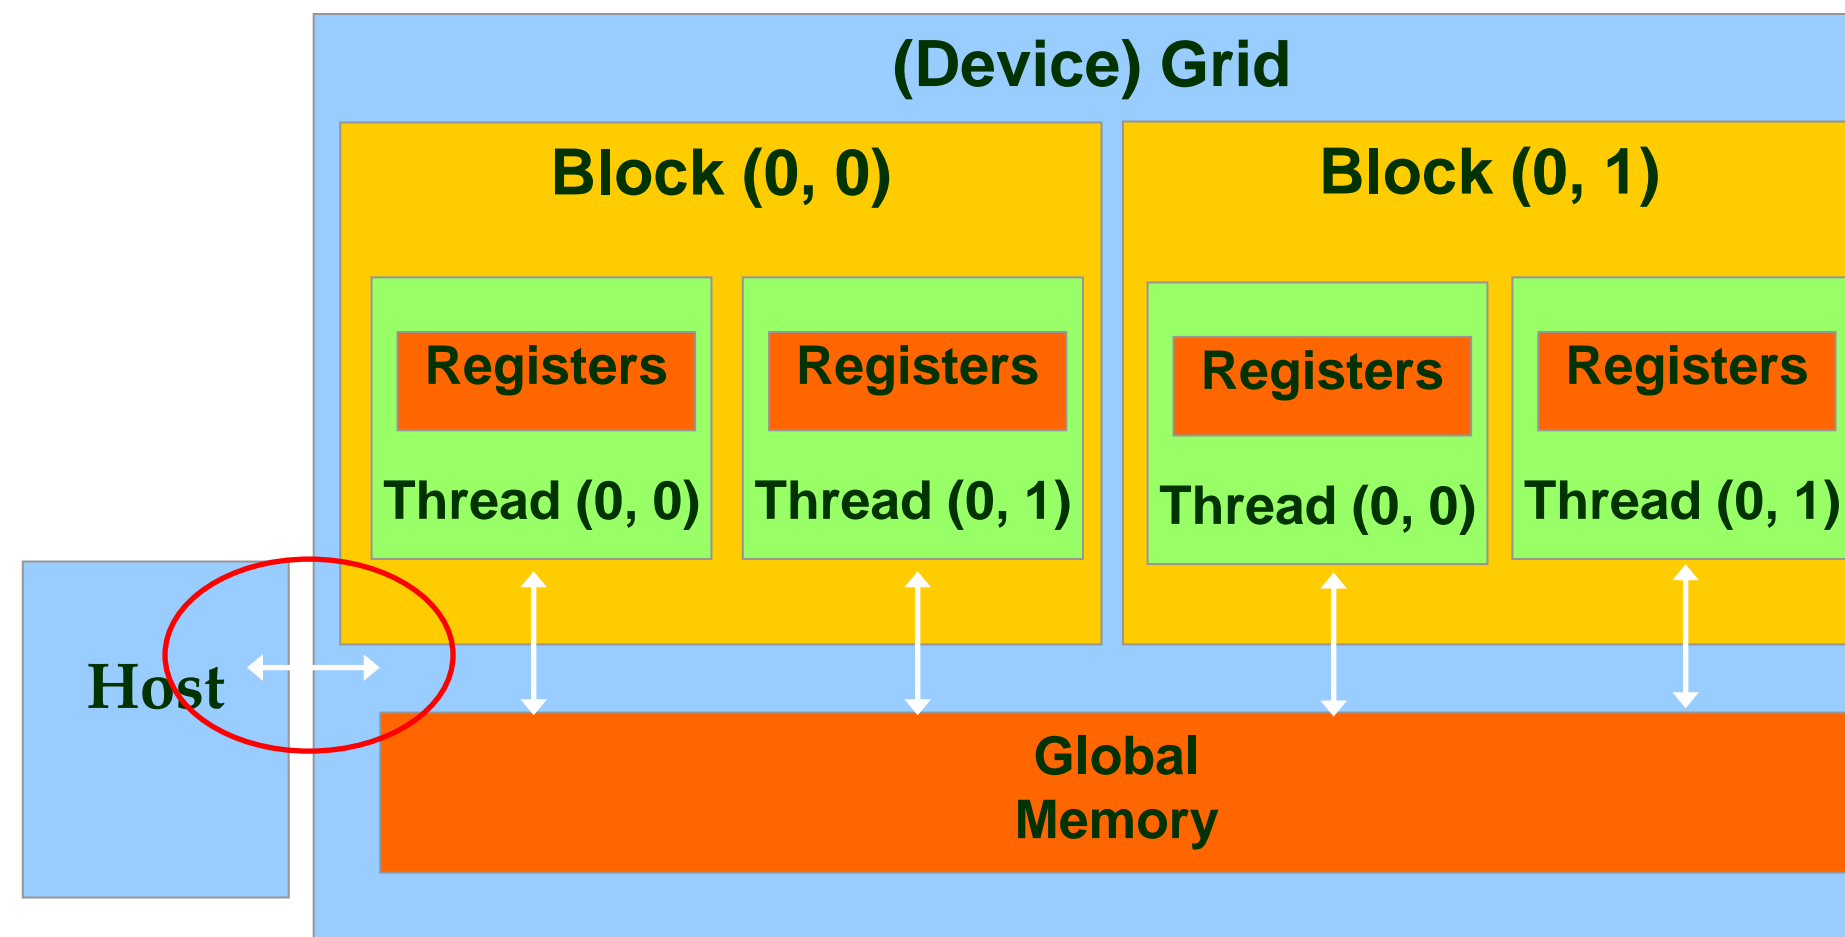 (Device) Grid
Block (0, 0)
Block (0, 1)
Registers
Registers
Registers
Registers
Thread (0, 0)
Thread (0, 1)
Thread (0, 0)
Thread (0, 1)
Host
Global
Memory